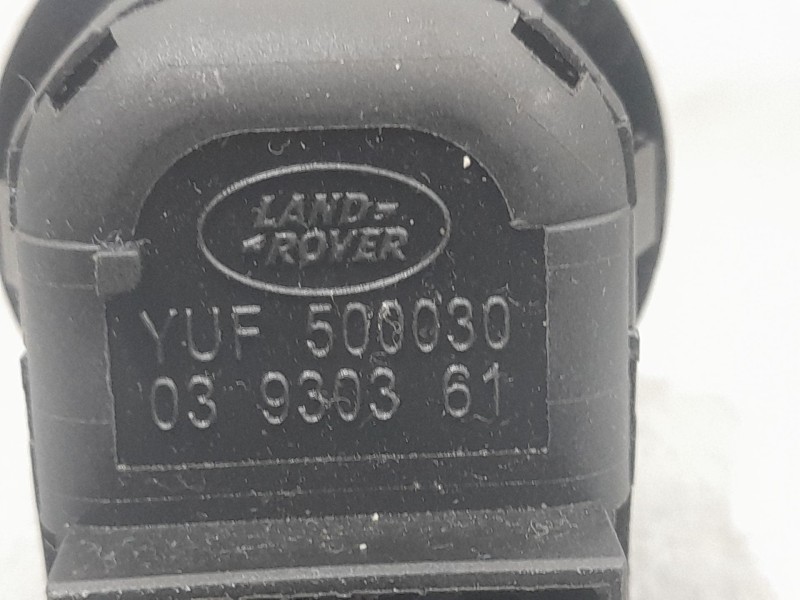 LAND-
-ROVER
YUF 500030
03 9303 61